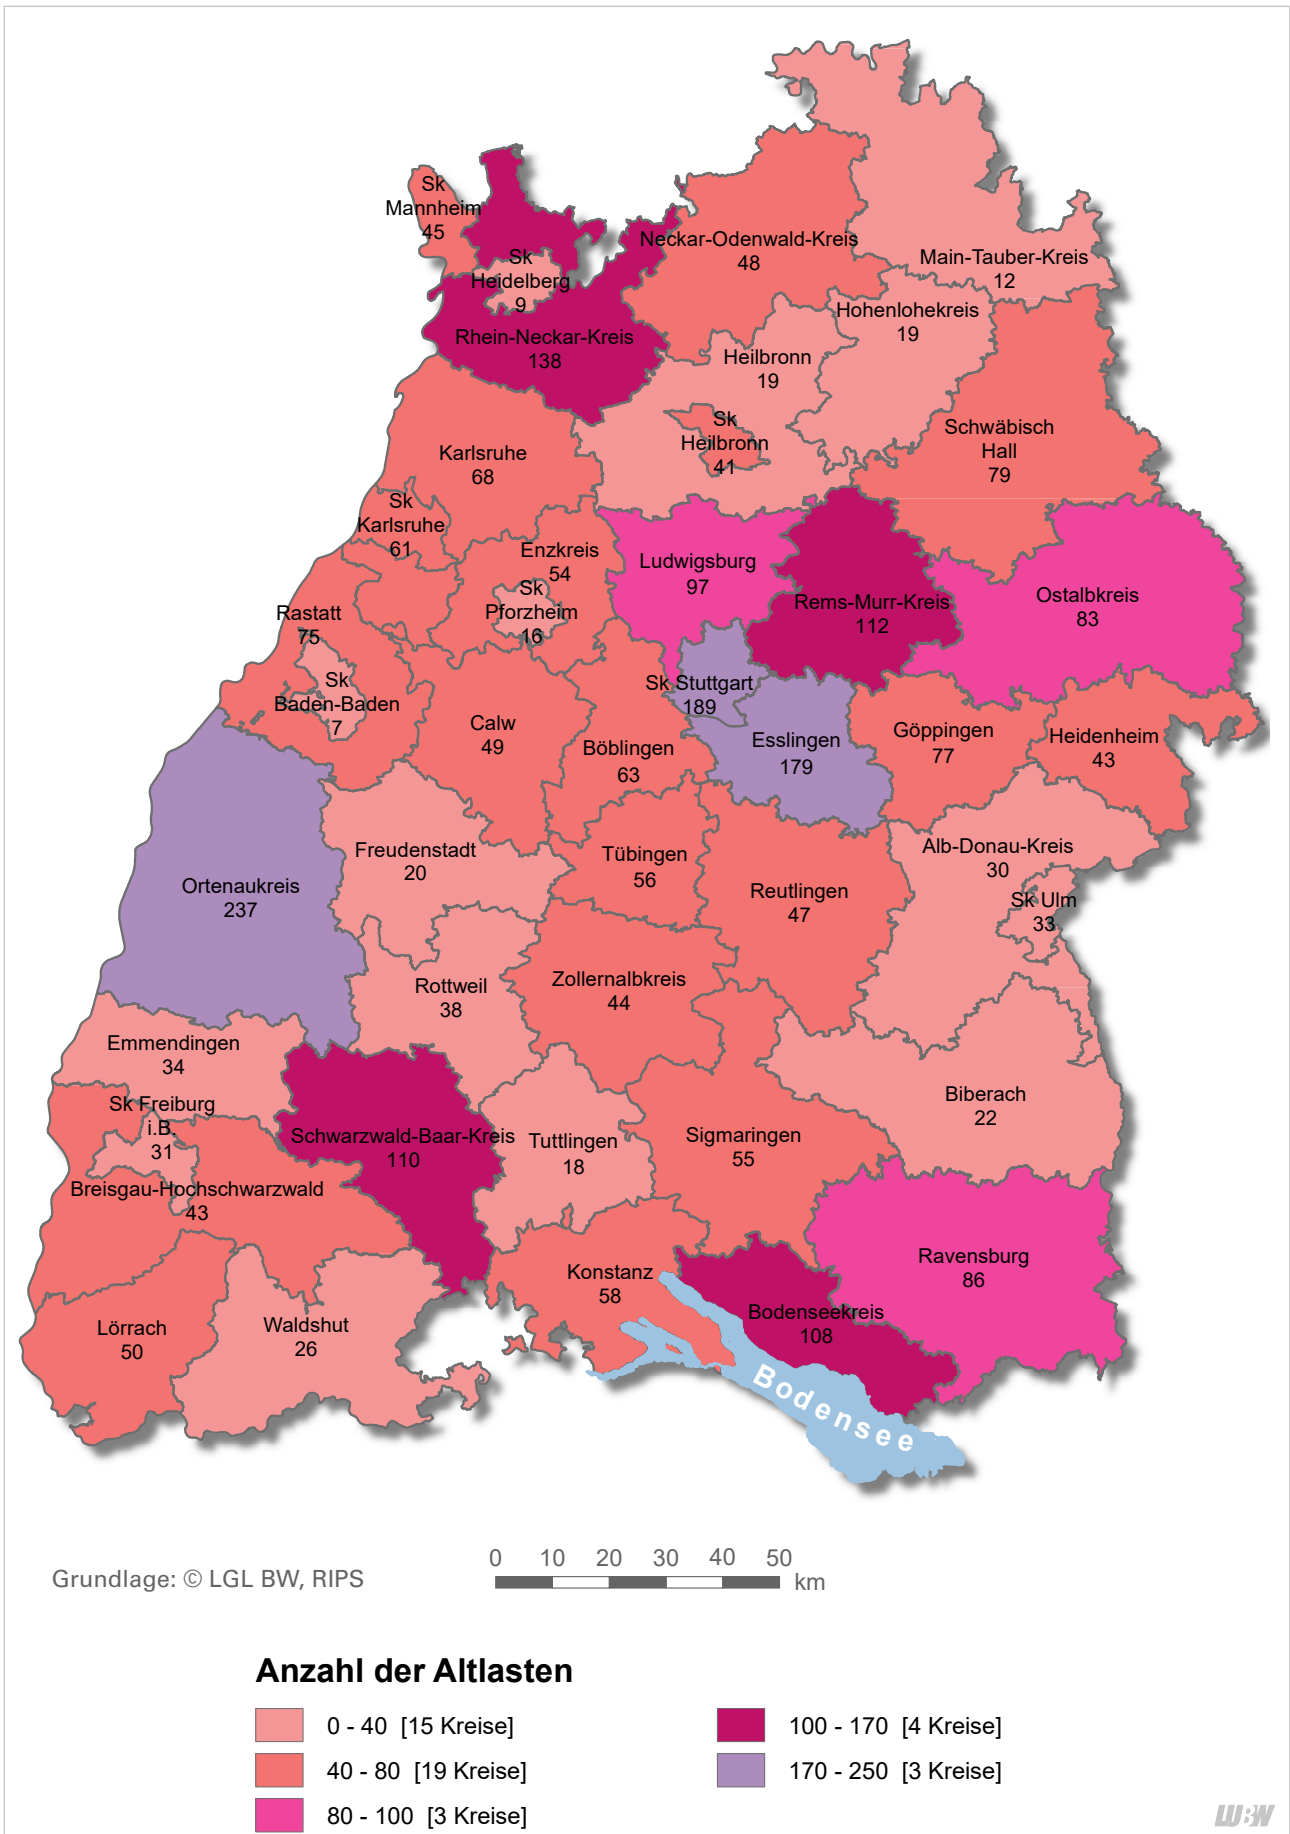 Sk
Mannheim
45
Neckar-Odenwald-Kreis
48
Main-Tauber-Kreis
12
Sk
Heidelberg
9
Hohenlohekreis
19
Rhein-Neckar-Kreis
138
Heilbronn
19
Sk
Heilbronn
41
Schwäbisch
Hall
79
Karlsruhe
68
Sk
Karlsruhe
61
Enzkreis
54
Ludwigsburg
97
Sk
Pforzheim
16
Rems-Murr-Kreis
112
Ostalbkreis
83
Rastatt
75
Sk
Baden-Baden
7
Sk Stuttgart
189
Calw
49
Böblingen
63
Esslingen
179
Göppingen
77
Heidenheim
43
Freudenstadt
20
Tübingen
56
Alb-Donau-Kreis
30
Ortenaukreis
237
Reutlingen
47
Sk Ulm
33
Rottweil
38
Zollernalbkreis
44
Emmendingen
34
Sk Freiburg
i.B.
31
Biberach
22
Schwarzwald-Baar-Kreis
110
Tuttlingen
18
Sigmaringen
55
Breisgau-Hochschwarzwald
43
Ravensburg
86
Konstanz
58
Bodenseekreis
108
Lörrach
50
Waldshut
26
Bodensee
0 10 20 30 40 50
km
Grundlage: © LGL BW, RIPS
Anzahl der Altlasten
0 - 40 [15 Kreise]
40 - 80 [19 Kreise]
80 - 100 [3 Kreise]
100 - 170 [4 Kreise]
170 - 250 [3 Kreise]
LUBW